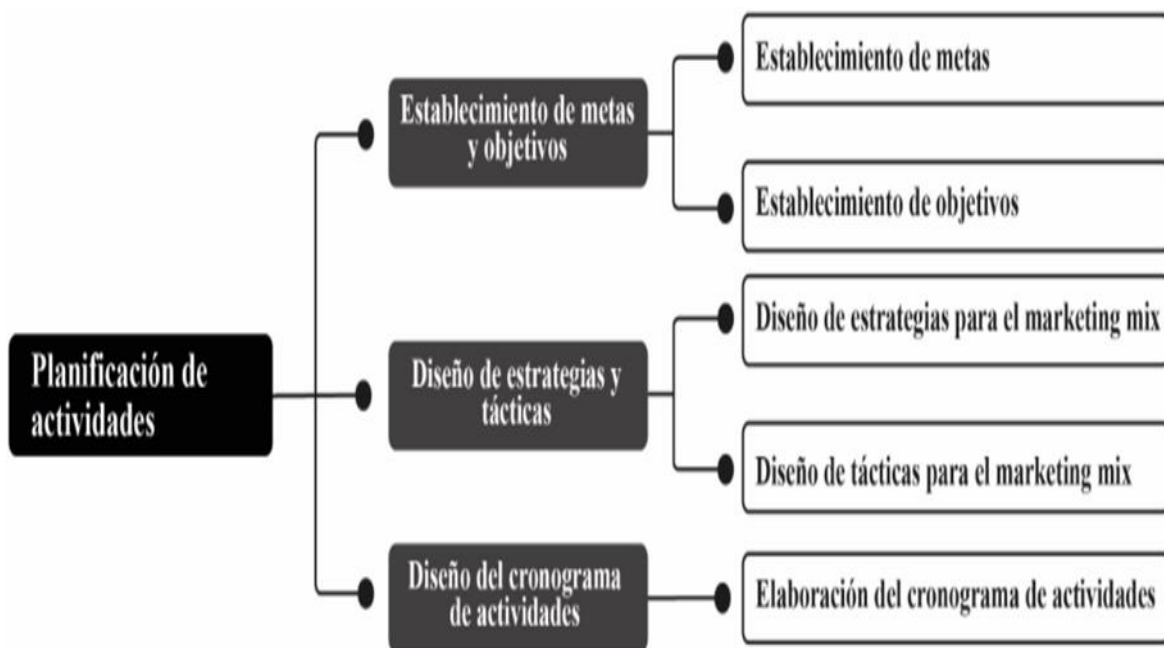 Planificación de
actividades
Establecimiento de metas
y objetivos
Establecimiento de metas
Establecimiento de objetivos
Diseño de estrategias y
tácticas
Diseño de estrategias para el marketing mix
Diseño de tácticas para el marketing mix
Diseño del cronograma
de actividades
Elaboración del cronograma de actividades